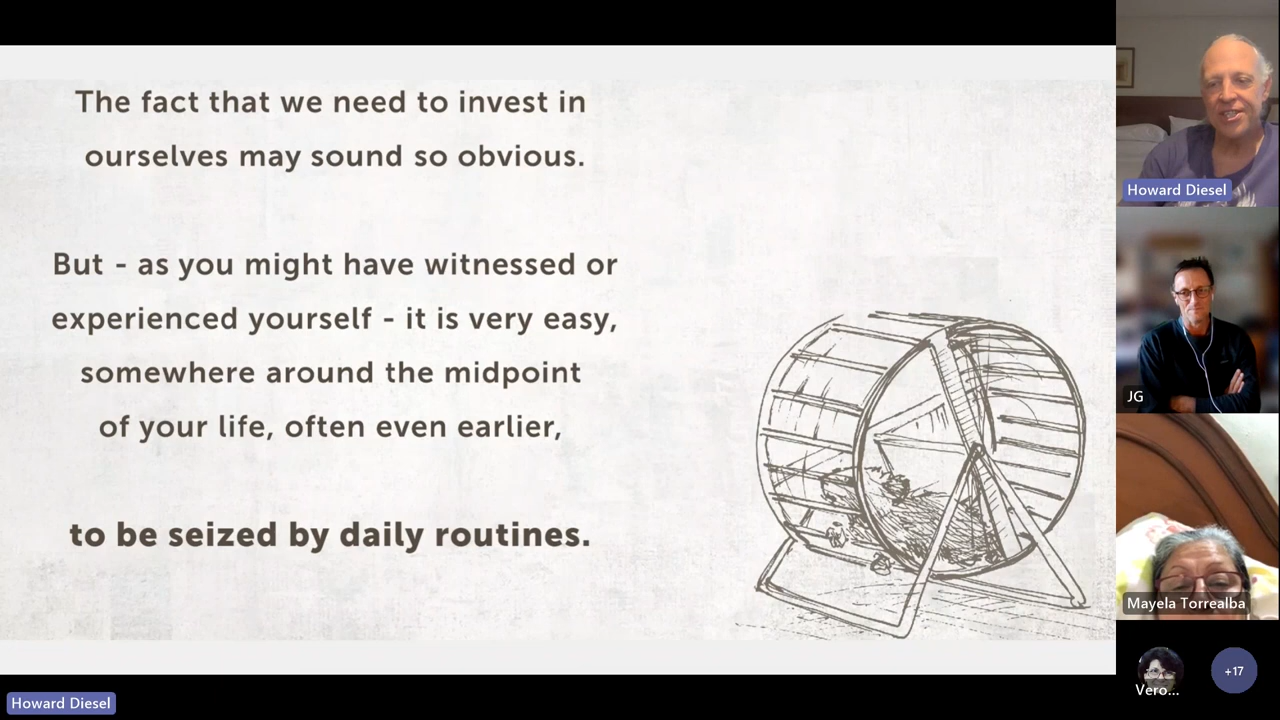 The fact that we need to invest in
ourselves may sound so obvious.
But - as you might have witnessed or
experienced yourself - it is very easy,
somewhere around the midpoint
of your life, often even earlier,
to be seized by daily routines.
Howard Diesel
JG
Mayela Torrealba
Vero...
+17
Howard Diesel